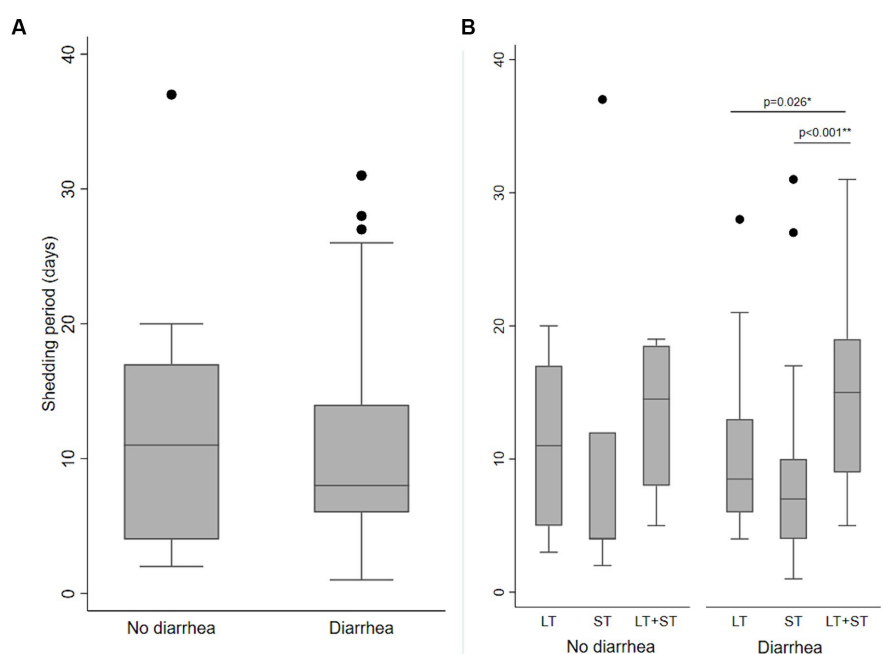 A
B
40
30
20
10
0
Shedding period (days)
No diarrhea
Diarrhea
40
30
20
10
0
p=0.026*
p<0.001**
LT
ST
LT+ST
LT
ST
LT+ST
No diarrhea
Diarrhea